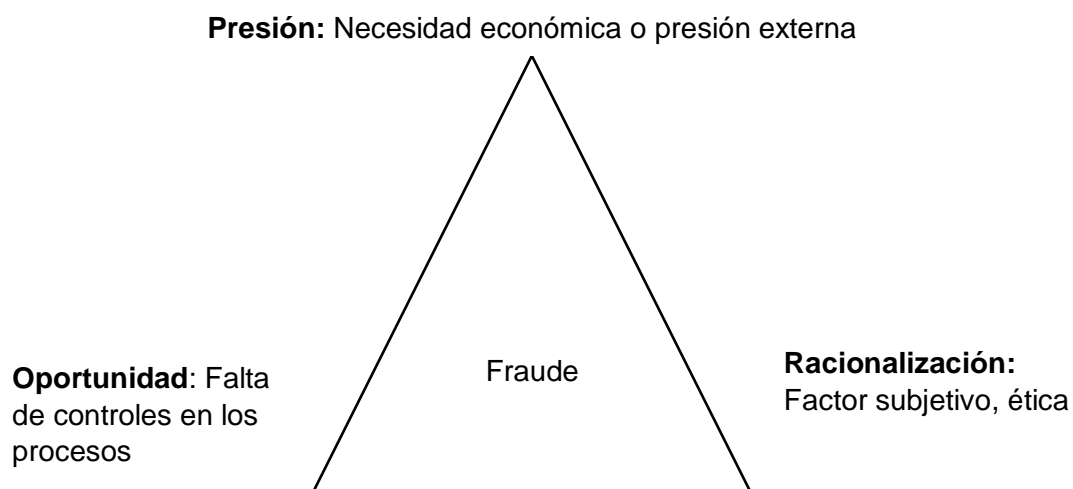 Presión: Necesidad económica o presión externa
Oportunidad: Falta
de controles en los
procesos
Fraude
Racionalización:
Factor subjetivo, ética